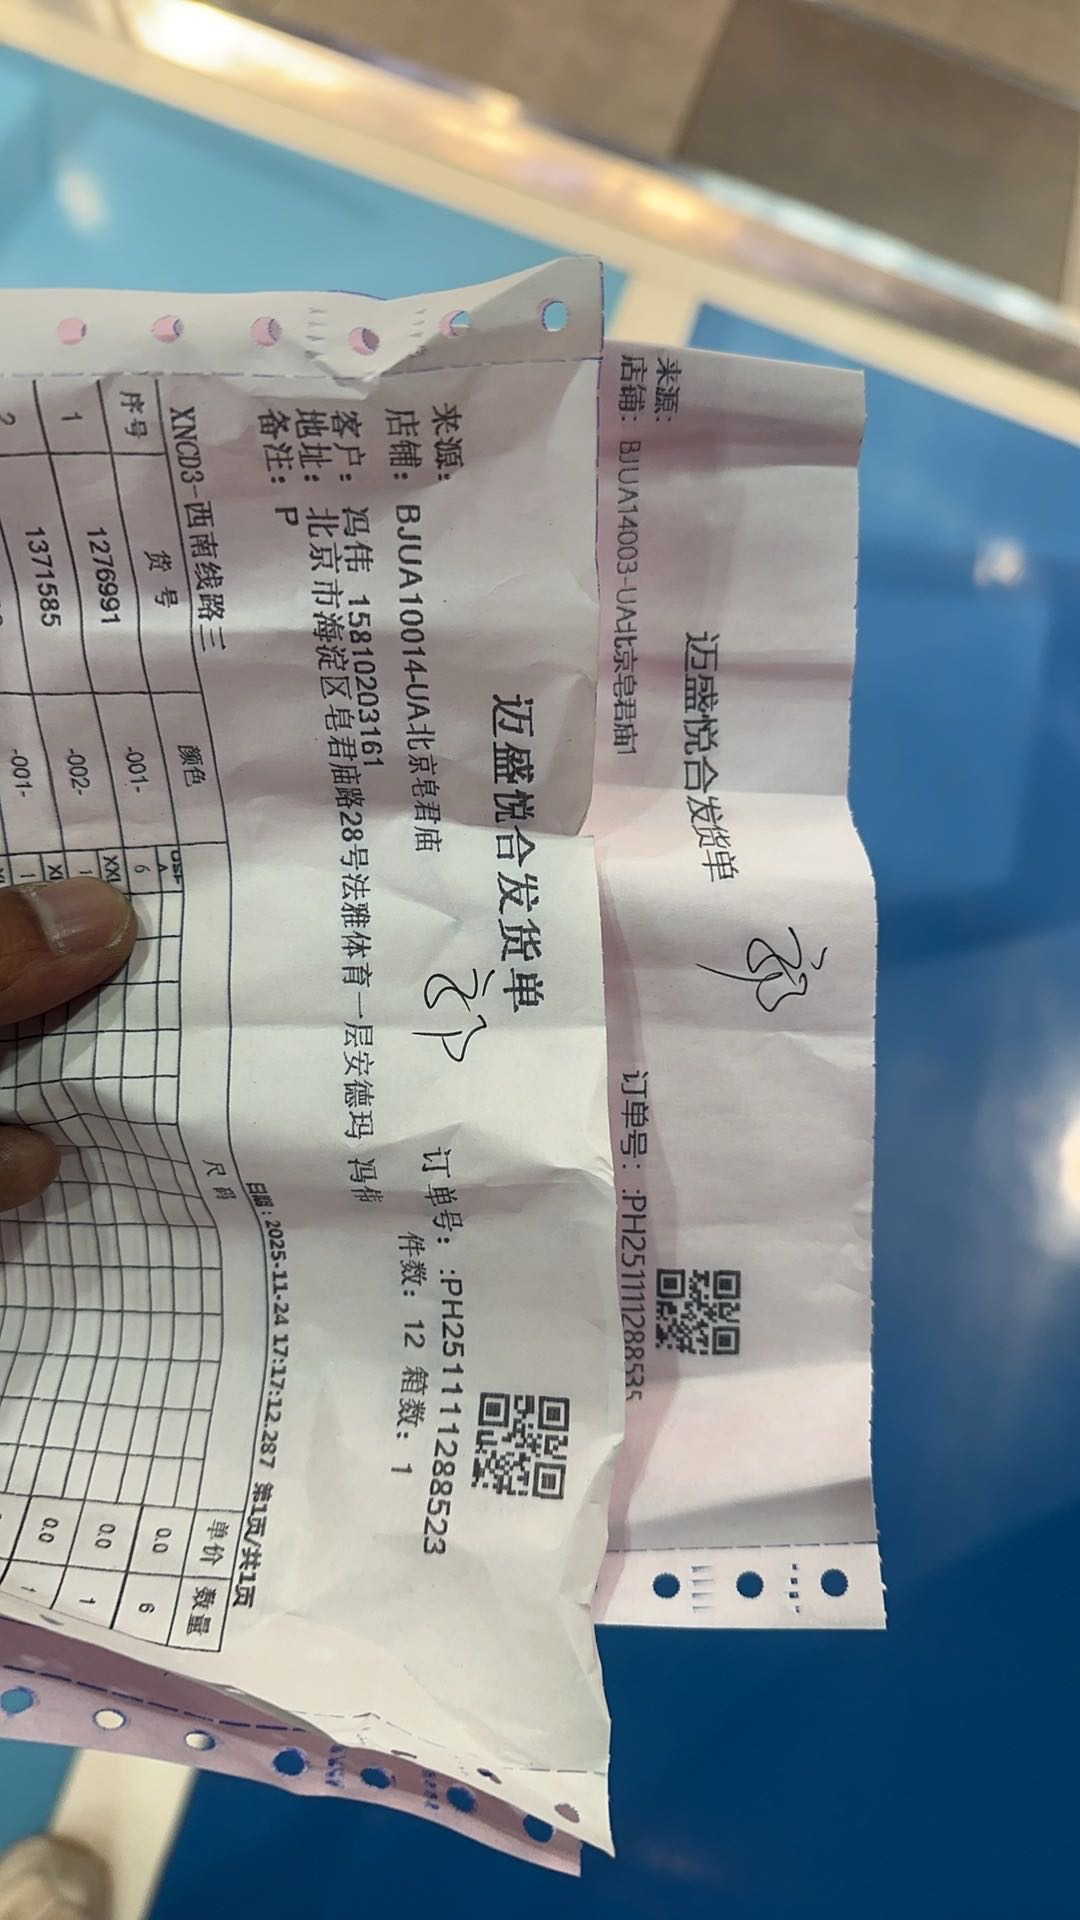 迈盛悦合发货单
来源:
店铺: BJUA14003-UA北京皂君庙1
订单号: :PH251111288535
迈盛悦合发货单
来源:
店铺: BJUA10014-UA北京皂君庙
订单号: :PH251111288523
客户: 冯伟 15810203161
件数: 12 箱数: 1
地址: 北京市海淀区皂君庙路28号法雅体育一层安德玛 冯伟
备注: P
日期: 2025-11-24 17:17:12.287 第1页/共1页
XNCD3-西南线路三
序号 货号 颜色 尺码 单价 数量
1 1276991 -001- 6 0.0 6
2 1371585 -002- 1 0.0 1
-001- 1 0.0 1